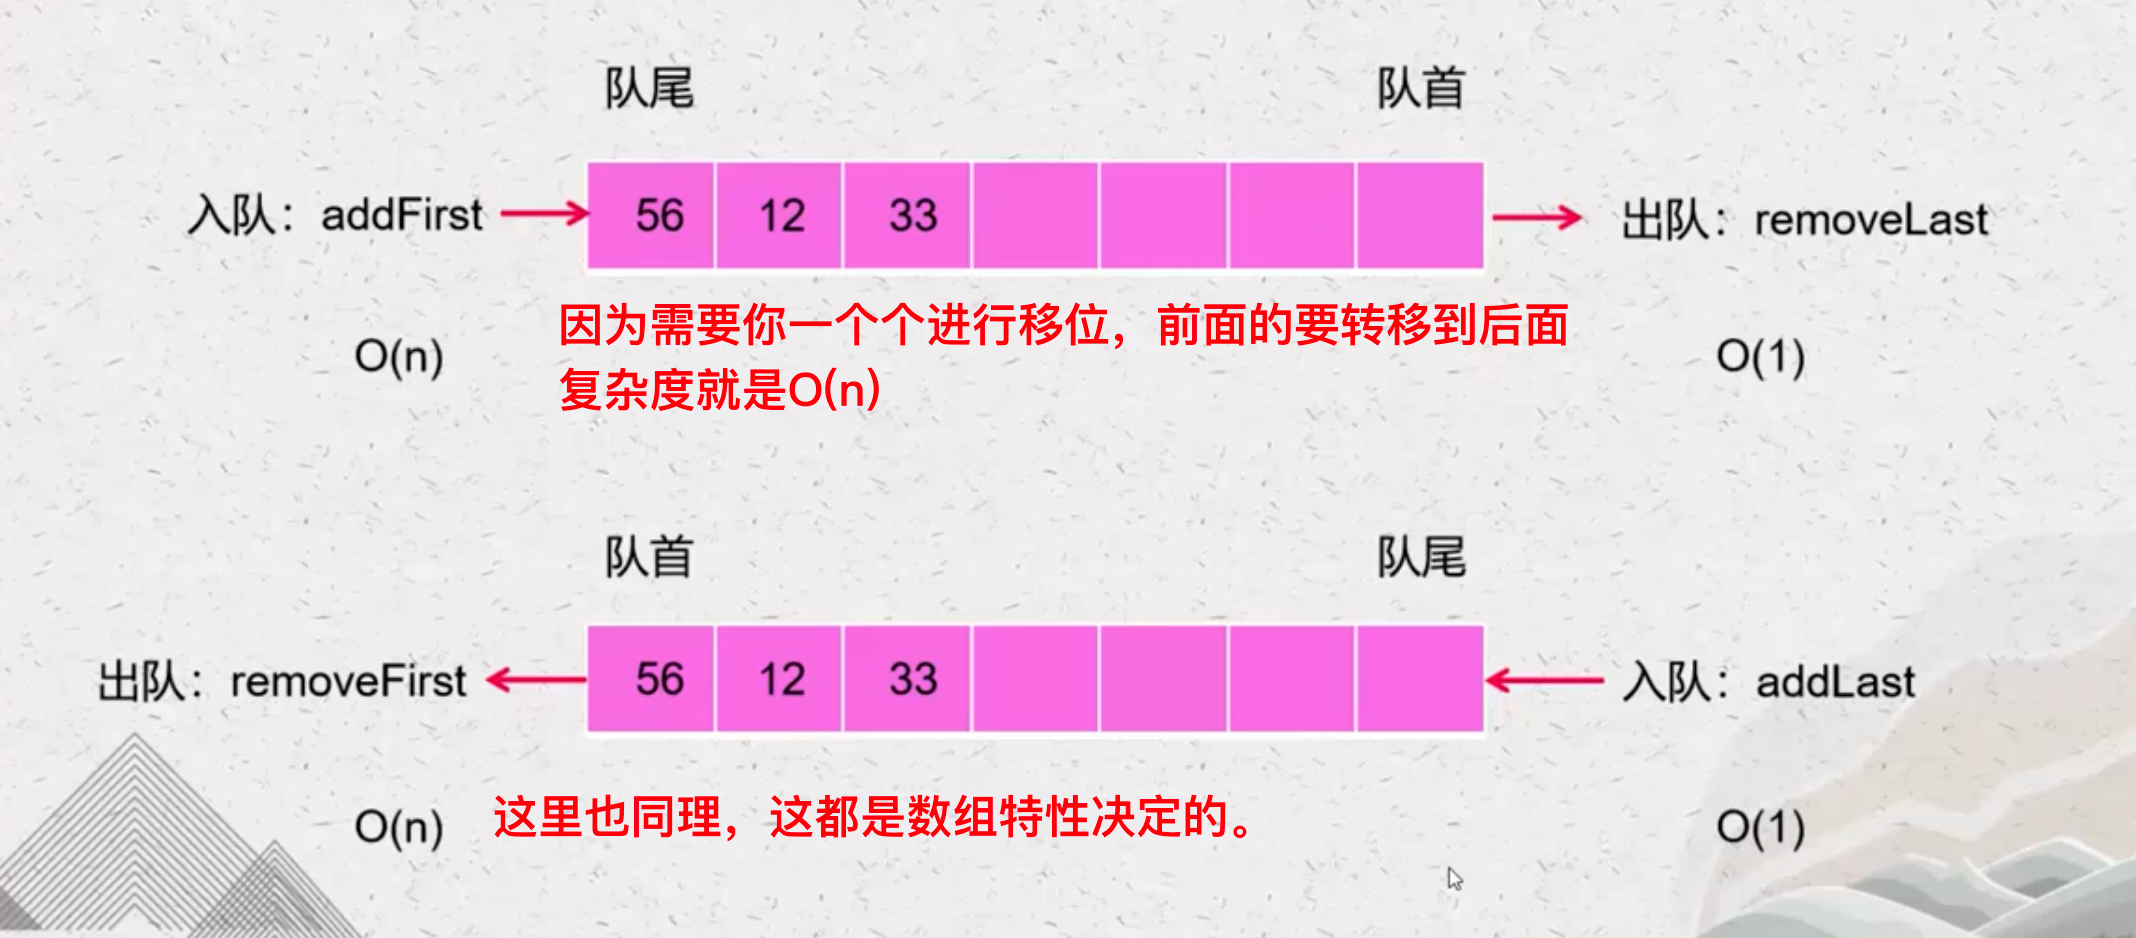 队尾 队首
入队：addFirst 56 12 33 出队：removeLast
因为需要你一个个进行移位，前面的要转移到后面
O(n) O(1)
复杂度就是O(n)
队首 队尾
出队：removeFirst 56 12 33 入队：addLast
O(n) 这里也同理，这都是数组特性决定的。 O(1)